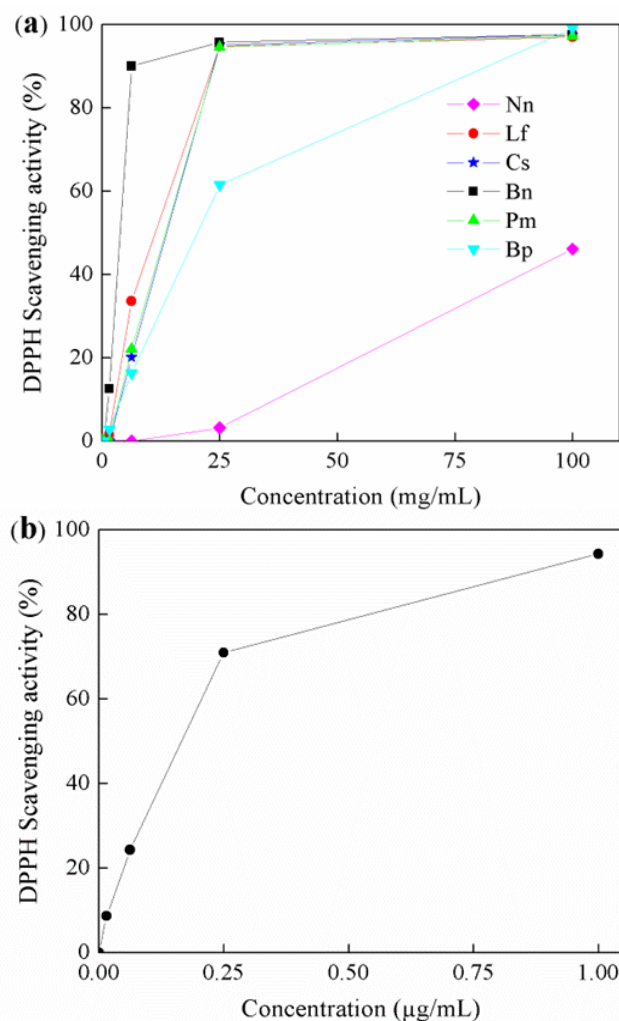 (a)
100
80
60
40
20
0
DPPH Scavenging activity (%)
Nn
Lf
Cs
Bn
Pm
Bp
0 25 50 75 100
Concentration (mg/mL)
(b)
100
80
60
40
20
0
DPPH Scavenging activity (%)
0.00 0.25 0.50 0.75 1.00
Concentration (μg/mL)